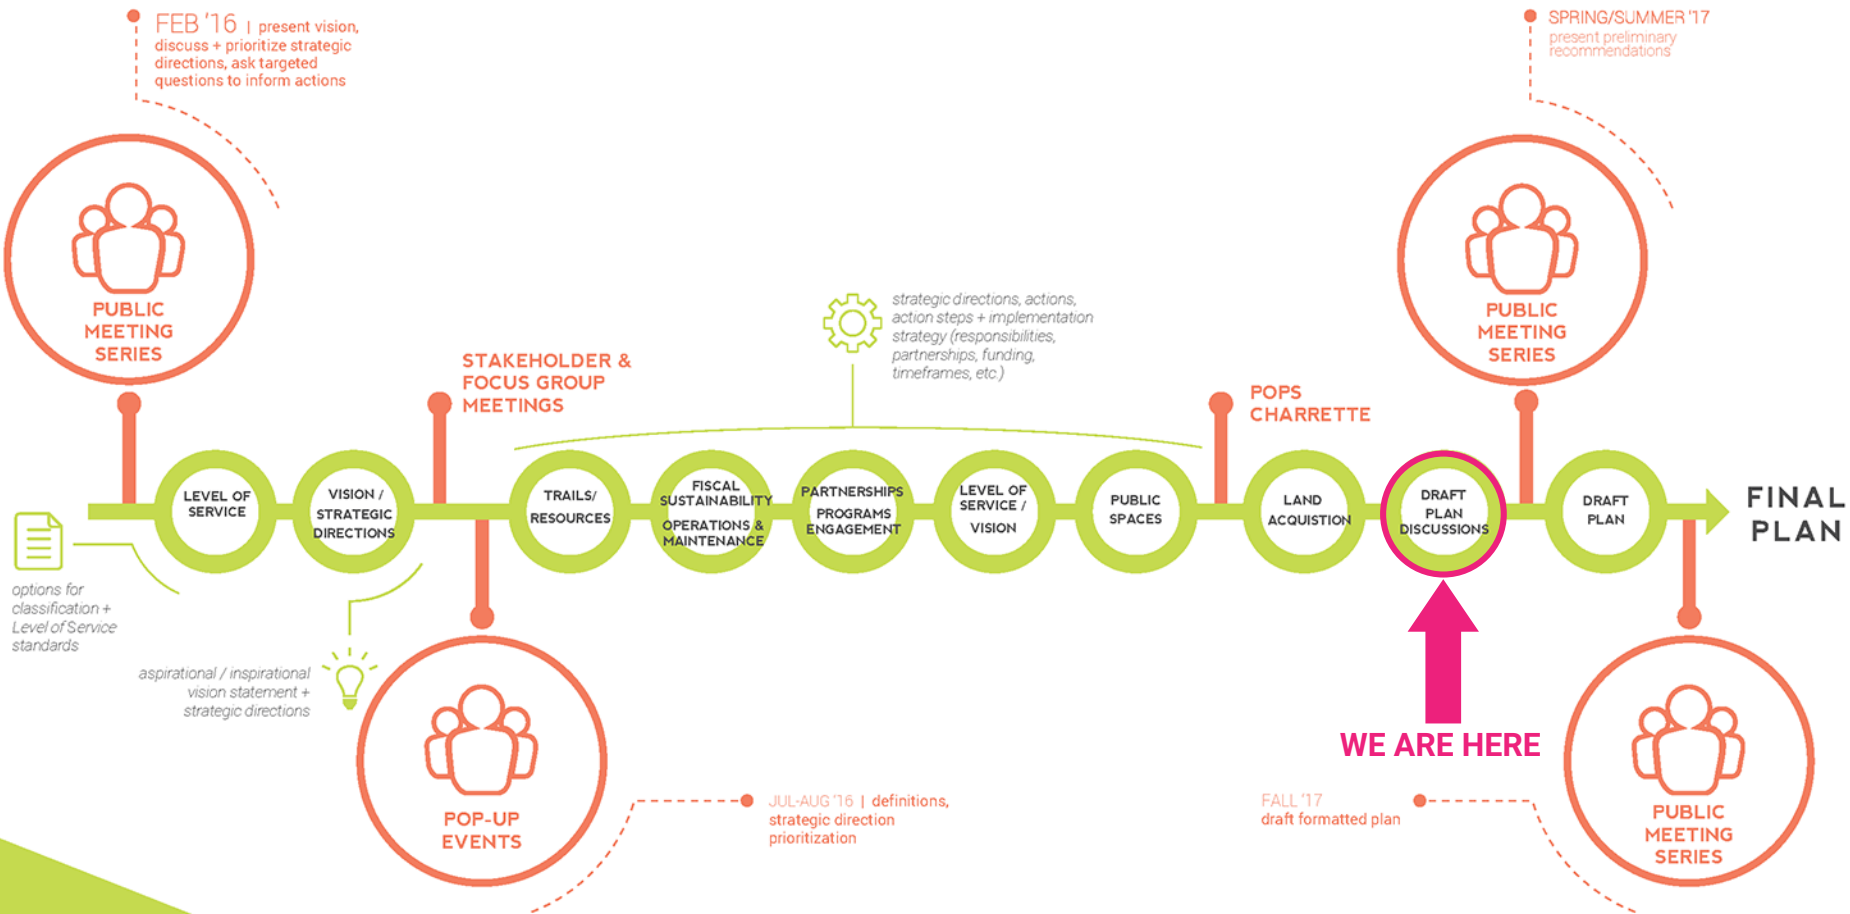 FEB '16 | present vision,
discuss + prioritize strategic
directions, ask targeted
questions to inform actions
SPRING/SUMMER '17
present preliminary
recommendations
PUBLIC
MEETING
SERIES
PUBLIC
MEETING
SERIES
strategic directions, actions,
action steps + implementation
strategy (responsibilities,
partnerships, funding,
timeframes, etc.)
STAKEHOLDER &
FOCUS GROUP
MEETINGS
POPS
CHARRETTE
LEVEL OF
SERVICE
VISION /
STRATEGIC
DIRECTIONS
TRAILS/
RESOURCES
FISCAL
SUSTAINABILITY
OPERATIONS &
MAINTENANCE
PARTNERSHIPS
PROGRAMS
ENGAGEMENT
LEVEL OF
SERVICE /
VISION
PUBLIC
SPACES
LAND
ACQUISTION
DRAFT
PLAN
DISCUSSIONS
DRAFT
PLAN
FINAL
PLAN
options for
classification +
Level of Service
standards
aspirational / inspirational
vision statement +
strategic directions
WE ARE HERE
POP-UP
EVENTS
JUL-AUG '16 | definitions,
strategic direction
prioritization
FALL '17
draft formatted plan
PUBLIC
MEETING
SERIES